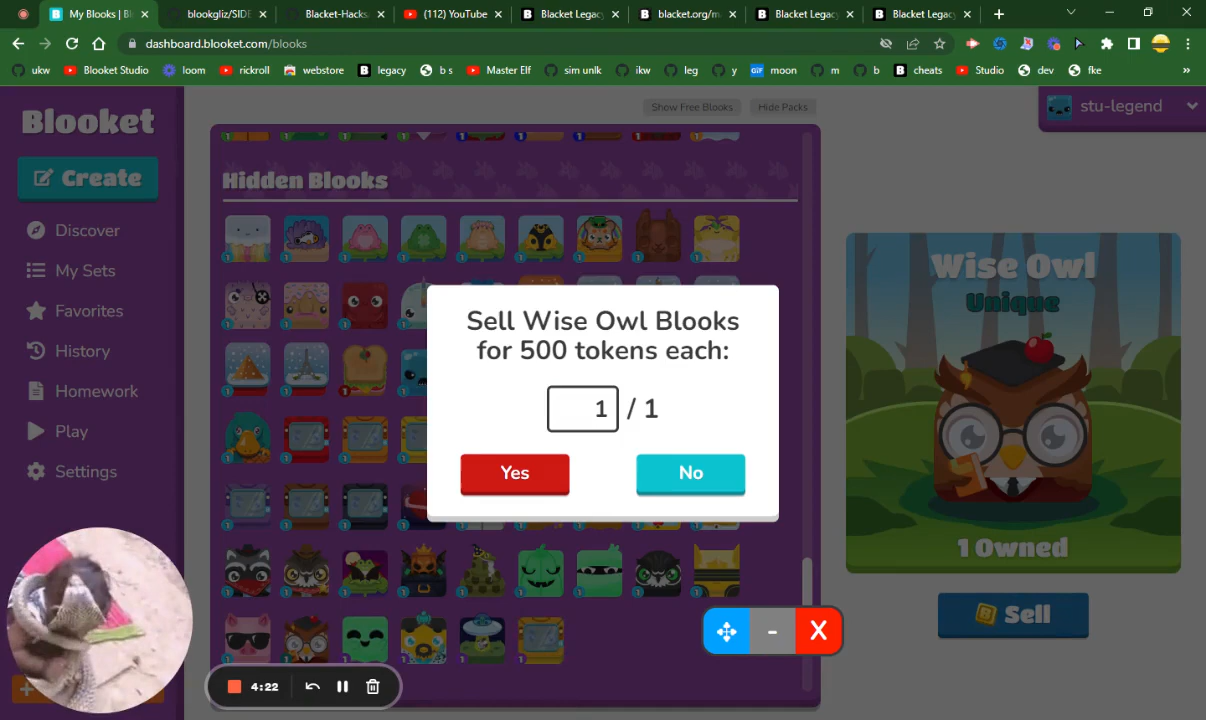 My Blooks | B
blookgliz/SIDE
Blacket-Hacks
(112) YouTube
Blacket Legacy
blacket.org/m
Blacket Legac
Blacket Legacy
dashboard.blooket.com/blooks
ukw
Blooket Studio
loom
rickroll
webstore
legacy
b s
Master Elf
sim unlk
ikw
leg
y
GIF
moon
m
b
cheats
Studio
dev
fke
»
Blooket
Show Free Blooks
Hide Packs
stu-legend
Create
Hidden Blooks
Discover
My Sets
Favorites
History
Homework
Play
Settings
Sell Wise Owl Blooks
for 500 tokens each:
1 / 1
Yes
No
Wise Owl
Unique
1 Owned
Sell
- X
4:22